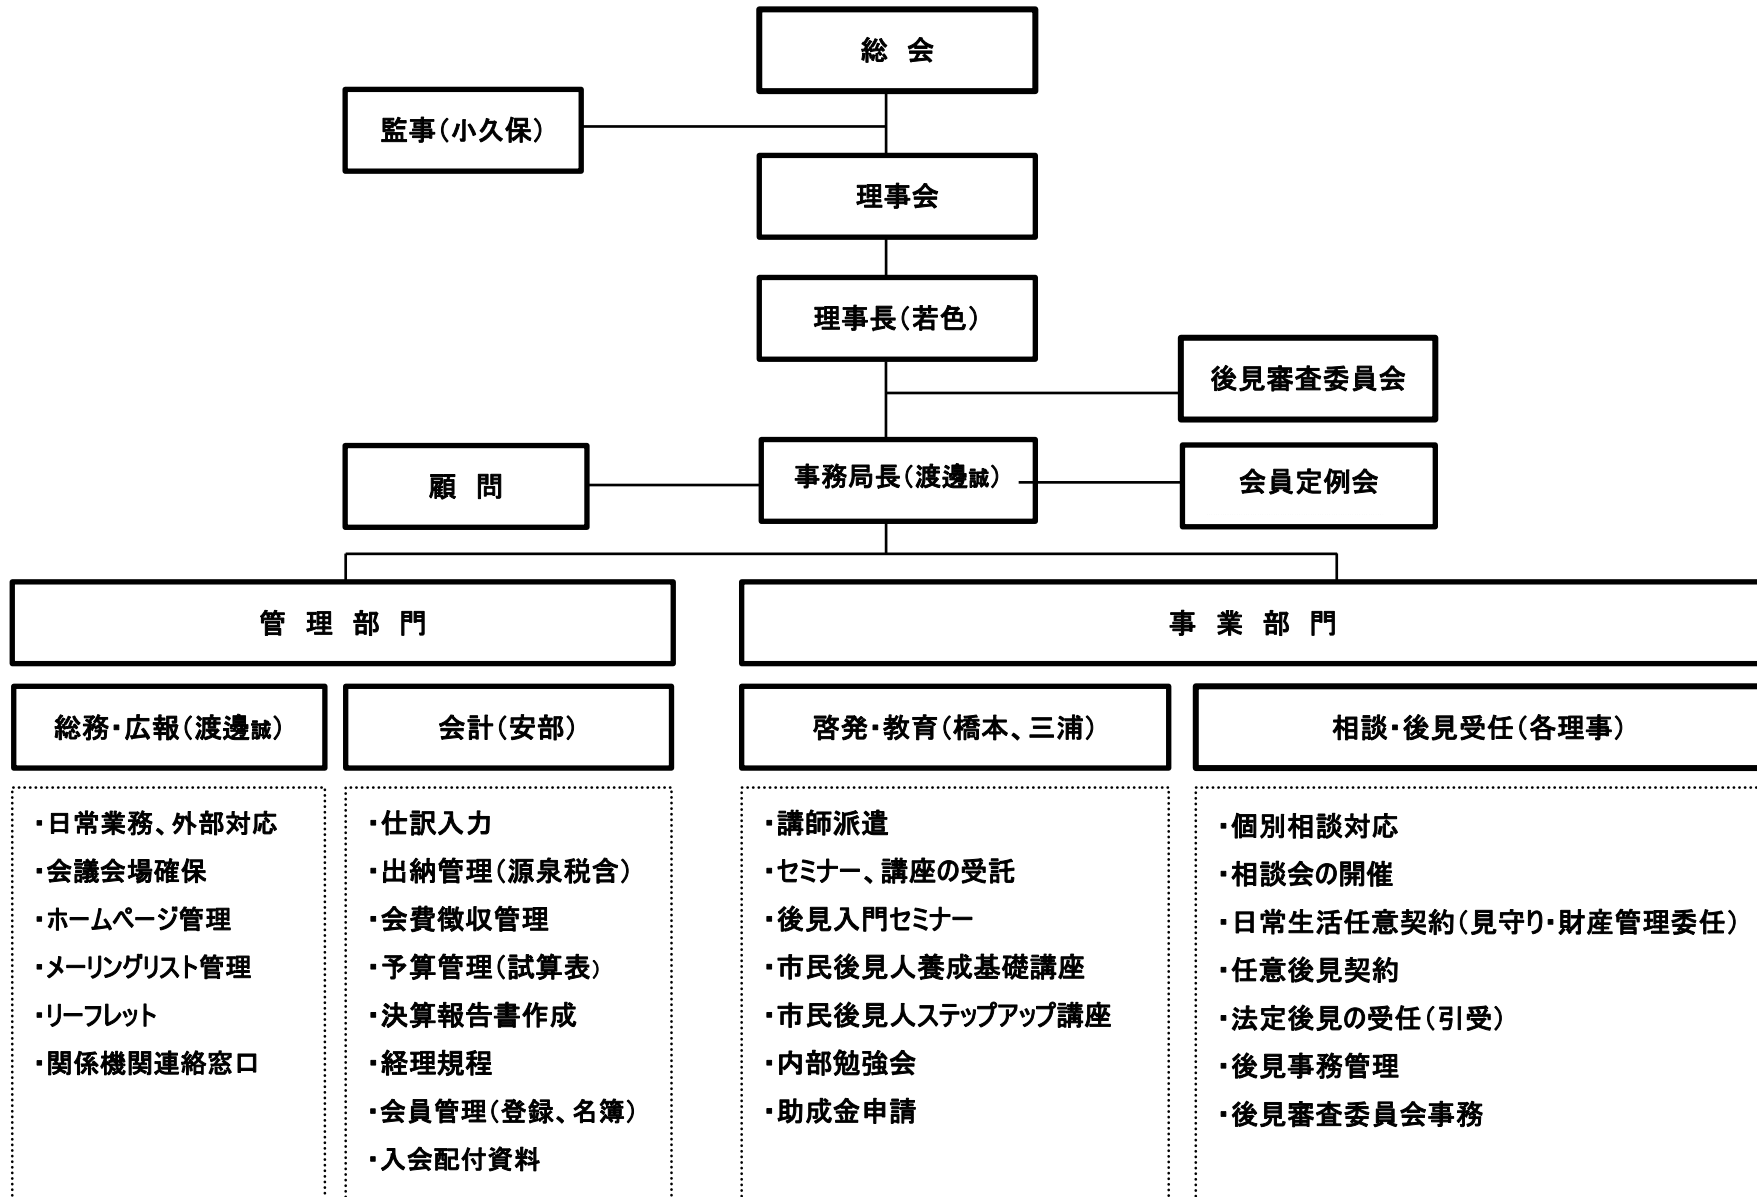 総 会
監事(小久保)
理事会
理事長(若色)
後見審査委員会
顧 問
事務局長(渡邊誠)
会員定例会
管 理 部 門
事 業 部 門
総務・広報(渡邊誠)
会計(安部)
啓発・教育(橋本、三浦)
相談・後見受任(各理事)
・日常業務、外部対応
・会議会場確保
・ホームページ管理
・メーリングリスト管理
・リーフレット
・関係機関連絡窓口
・仕訳入力
・出納管理(源泉税含)
・会費徴収管理
・予算管理(試算表)
・決算報告書作成
・経理規程
・会員管理(登録、名簿)
・入会配付資料
・講師派遣
・セミナー、講座の受託
・後見入門セミナー
・市民後見人養成基礎講座
・市民後見人ステップアップ講座
・内部勉強会
・助成金申請
・個別相談対応
・相談会の開催
・日常生活任意契約(見守り・財産管理委任)
・任意後見契約
・法定後見の受任(引受)
・後見事務管理
・後見審査委員会事務